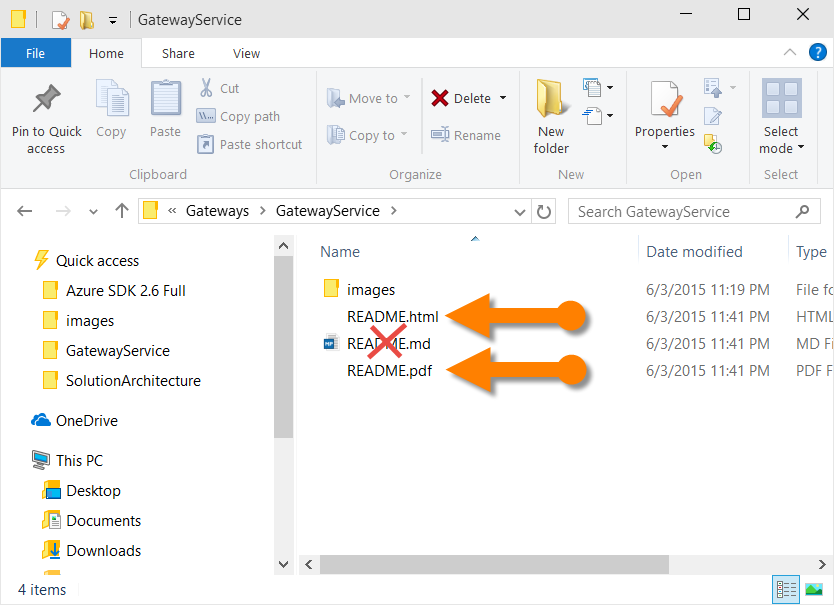 GatewayService
File Home Share View
Pin to Quick access
Copy
Paste
Cut
Copy path
Paste shortcut
Clipboard
Move to
Copy to
Delete
Rename
Organize
New folder
New
Properties
Open
Select mode
Select
« Gateways > GatewayService >
Search GatewayService
Quick access
Azure SDK 2.6 Full
images
GatewayService
SolutionArchitecture
OneDrive
This PC
Desktop
Documents
Downloads
Name Date modified Type
images 6/3/2015 11:19 PM File fo
README.html 6/3/2015 11:41 PM HTML
README.md 6/3/2015 11:41 PM MD Fi
README.pdf 6/3/2015 11:41 PM PDF F
4 items